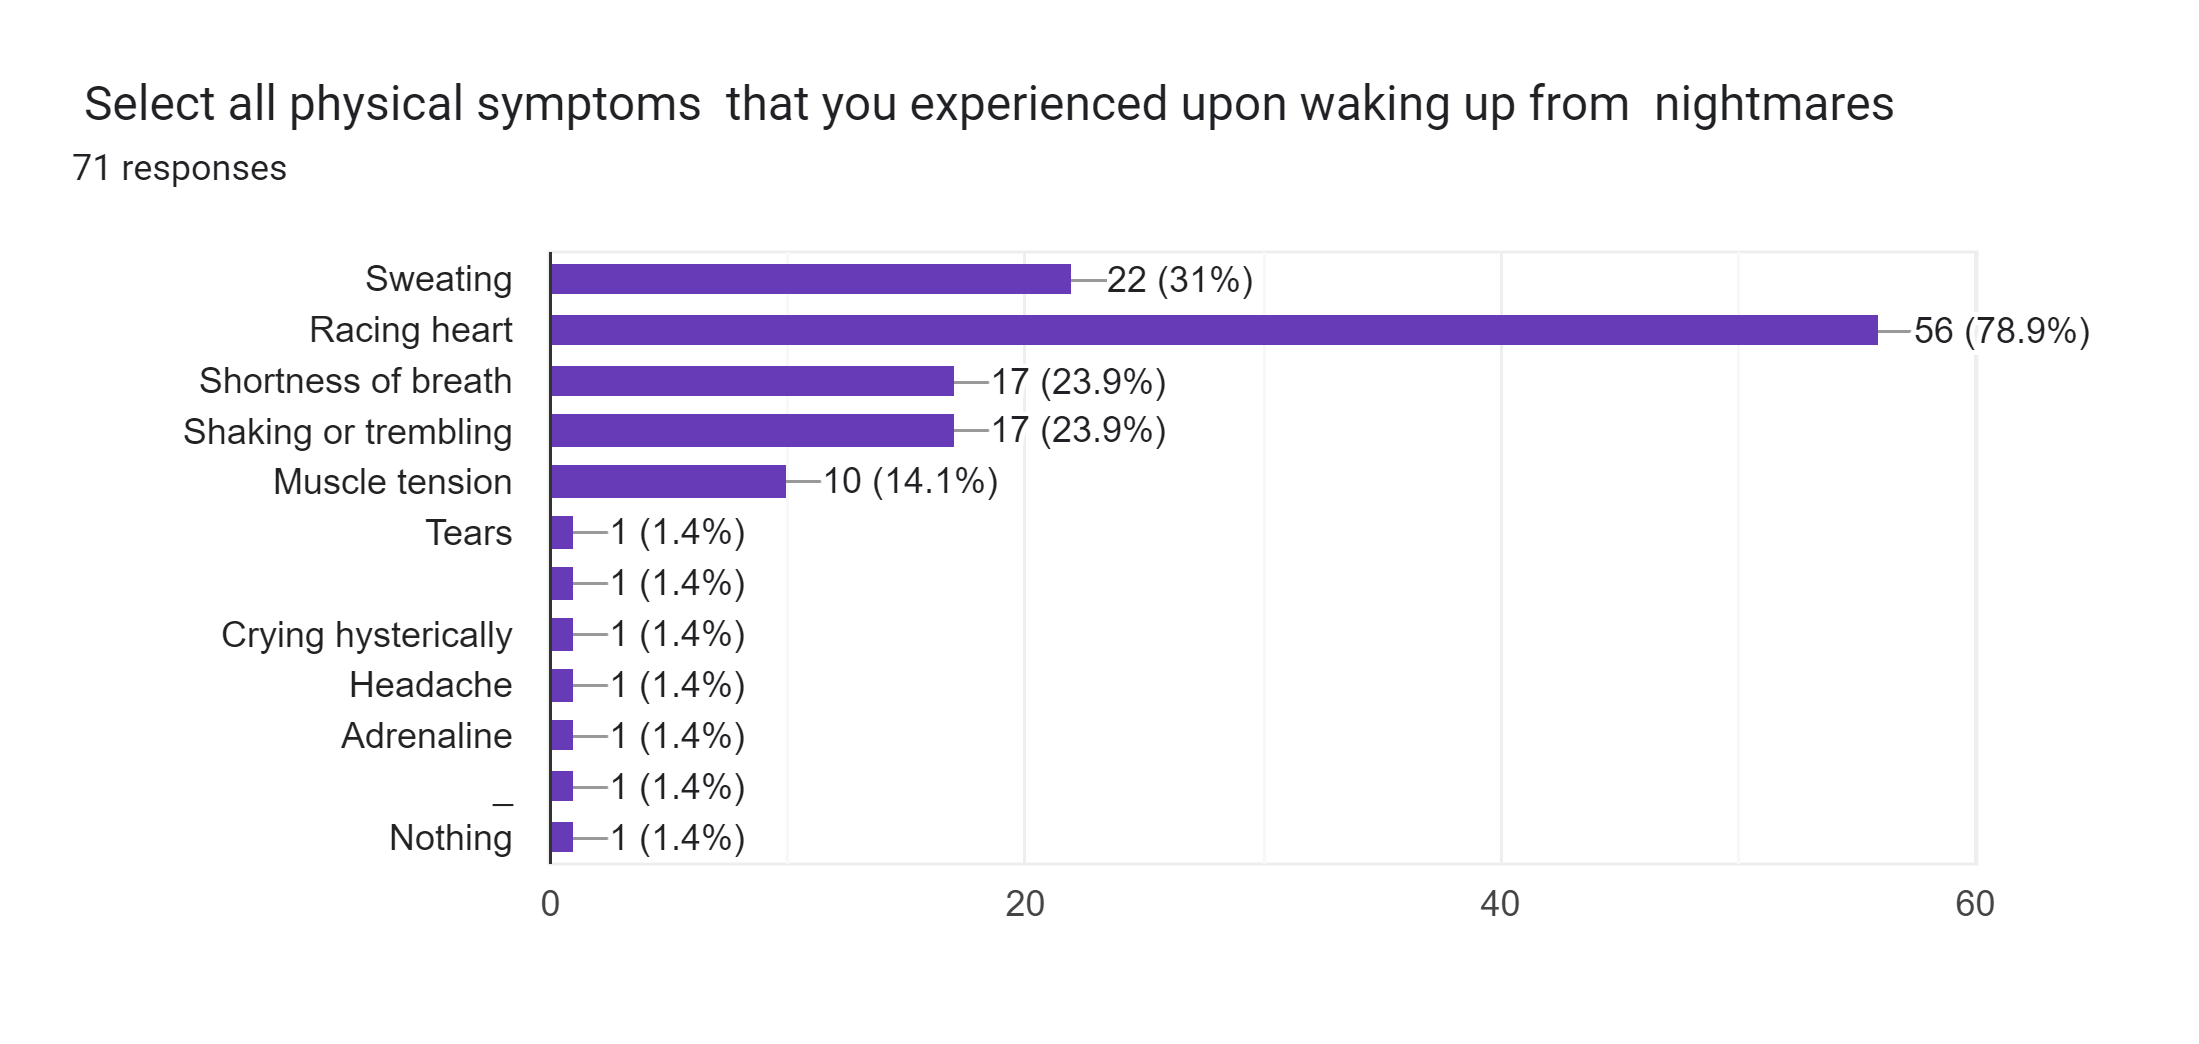 Select all physical symptoms  that you experienced upon waking up from  nightmares
71 responses
Sweating 22 (31%)
Racing heart 56 (78.9%)
Shortness of breath 17 (23.9%)
Shaking or trembling 17 (23.9%)
Muscle tension 10 (14.1%)
Tears 1 (1.4%)
1 (1.4%)
Crying hysterically 1 (1.4%)
Headache 1 (1.4%)
Adrenaline 1 (1.4%)
_ 1 (1.4%)
Nothing 1 (1.4%)
0 20 40 60